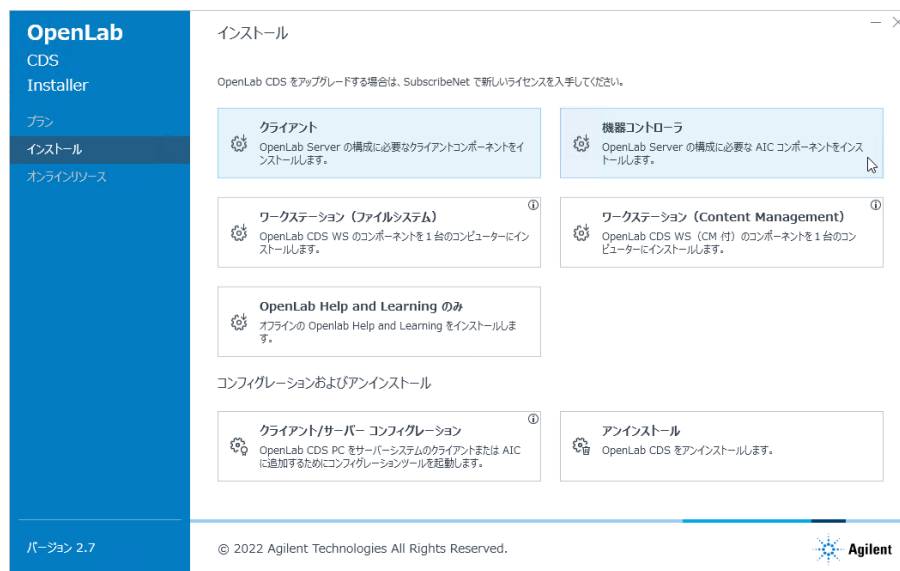 OpenLab
CDS
Installer
プラン
インストール
オンラインリソース
バージョン 2.7
インストール
OpenLab CDS をアップグレードする場合は、SubscribeNet で新しいライセンスを入手してください。
クライアント
OpenLab Server の構成に必要なクライアントコンポーネントをイ
ンストールします。
機器コントローラ
OpenLab Server の構成に必要な AIC コンポーネントをインス
トールします。
ワークステーション（ファイルシステム）
OpenLab CDS WS のコンポーネントを１台のコンピューターにイン
ストールします。
ワークステーション（Content Management）
OpenLab CDS WS（CM 付）のコンポーネントを１台のコン
ピューターにインストールします。
OpenLab Help and Learning のみ
オフラインの Openlab Help and Learning をインストールしま
す。
コンフィグレーションおよびアンインストール
クライアント/サーバー コンフィグレーション
OpenLab CDS PC をサーバーシステムのクライアントまたは AIC
に追加するためにコンフィグレーションツールを起動します。
アンインストール
OpenLab CDS をアンインストールします。
© 2022 Agilent Technologies All Rights Reserved.
Agilent